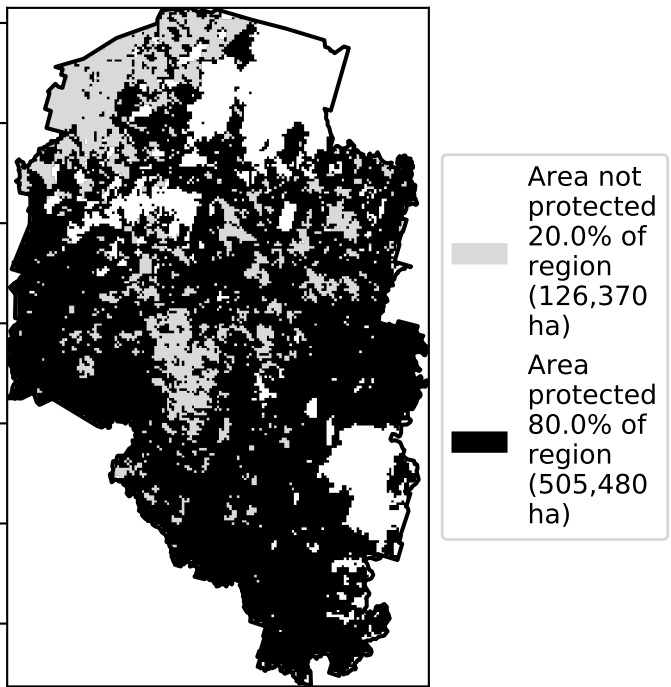 Area not
protected
20.0% of
region
(126,370
ha)
Area
protected
80.0% of
region
(505,480
ha)